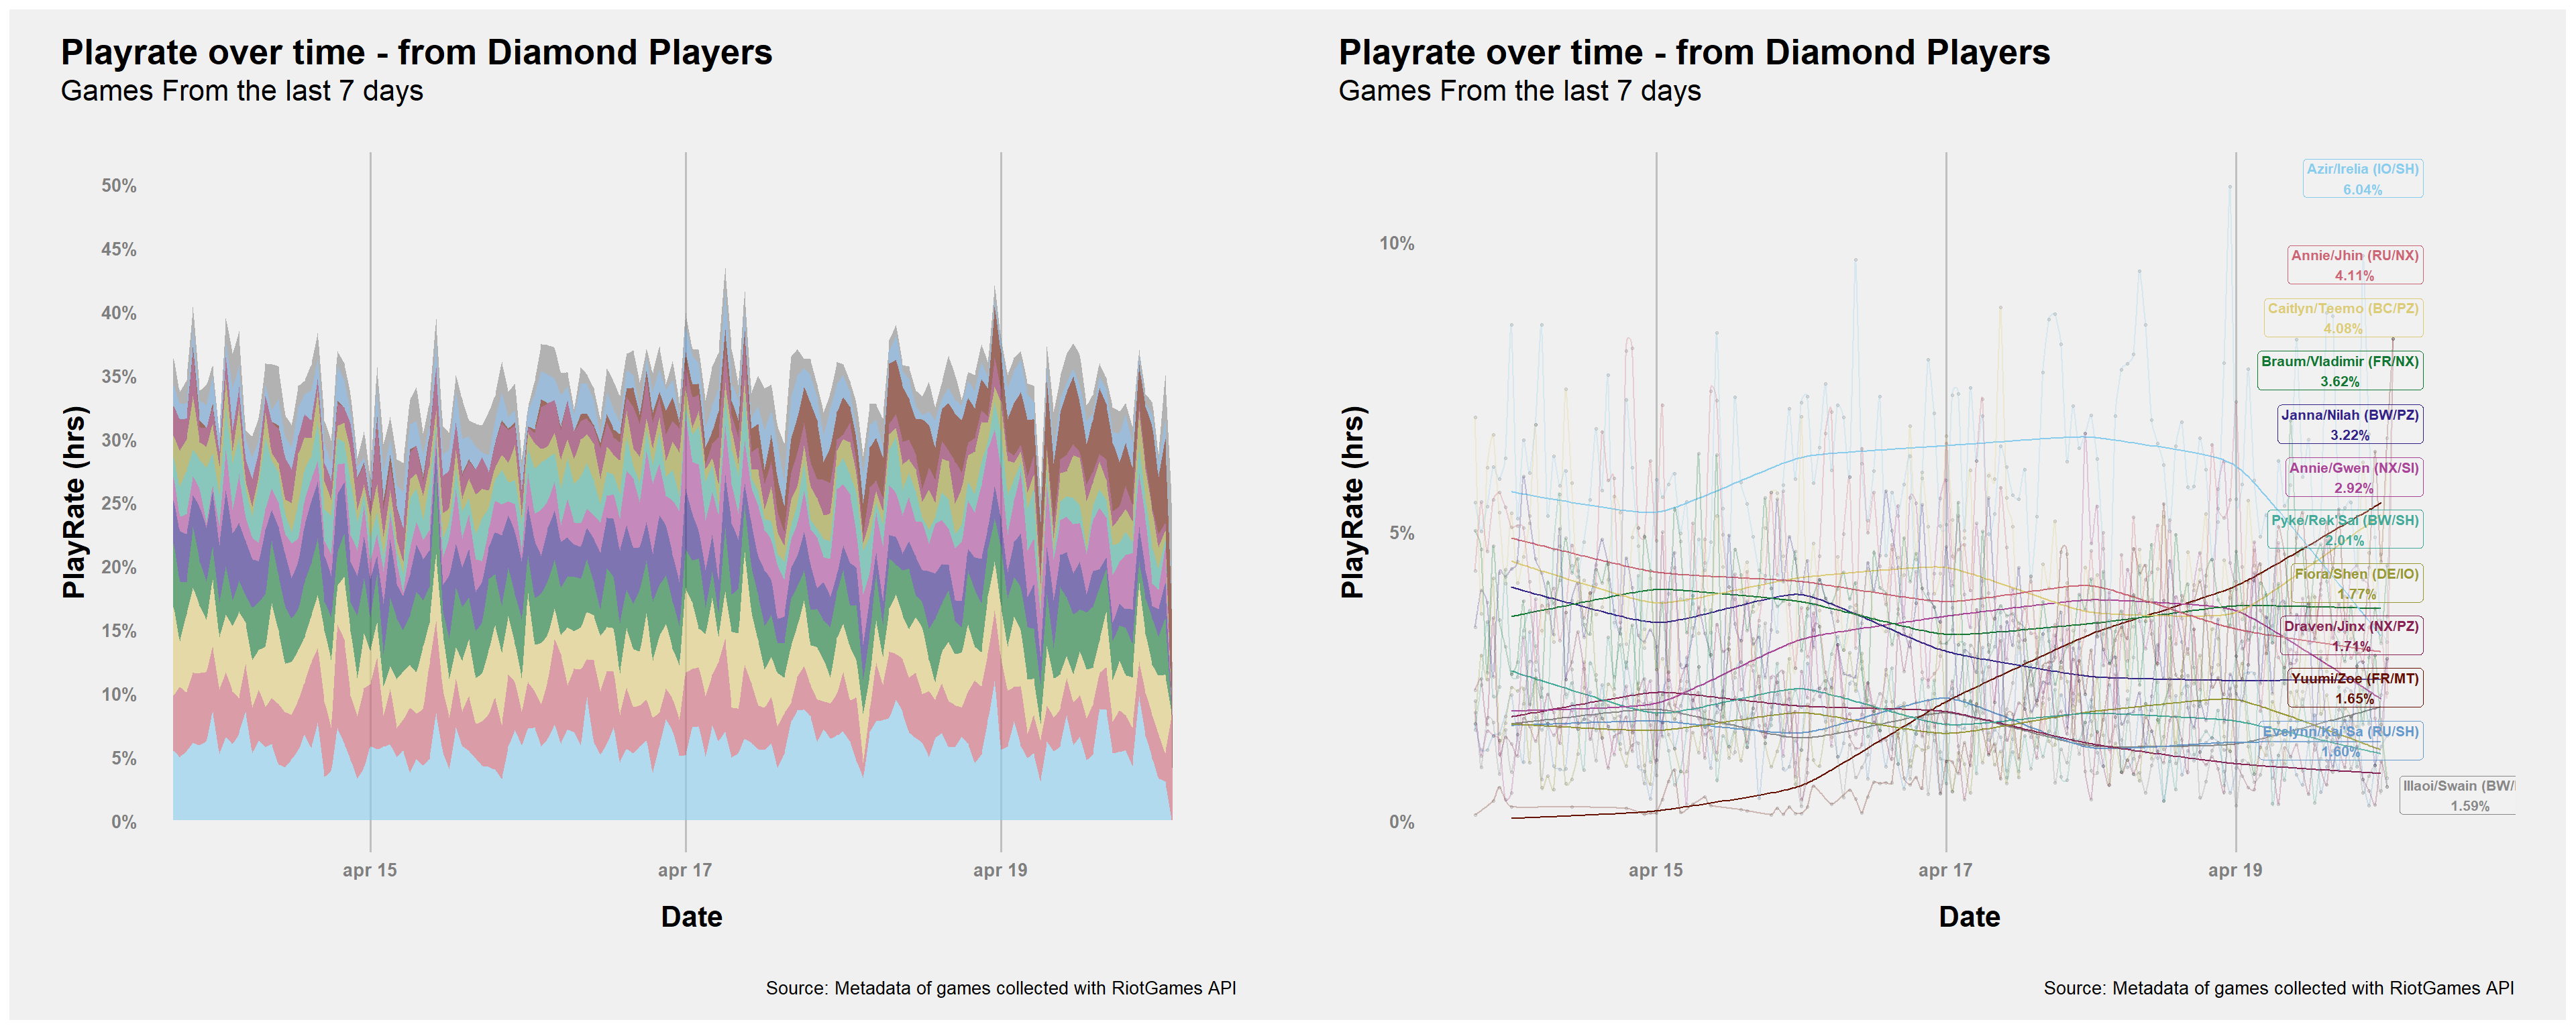 Playrate over time - from Diamond Players
Games From the last 7 days
50%
45%
40%
35%
30%
25%
20%
15%
10%
5%
0%
PlayRate (hrs)
apr 15
apr 17
apr 19
Date
Source: Metadata of games collected with RiotGames API
Playrate over time - from Diamond Players
Games From the last 7 days
10%
5%
0%
PlayRate (hrs)
Azir/Irelia (IO/SH)
6.04%
Annie/Jhin (RU/NX)
4.11%
Caitlyn/Teemo (BC/PZ)
4.08%
Braum/Vladimir (FR/NX)
3.62%
Janna/Nilah (BW/PZ)
3.22%
Annie/Gwen (NX/SI)
2.92%
Pyke/Rek'Sai (BW/SH)
2.01%
Fiora/Shen (DE/IO)
1.77%
Draven/Jinx (NX/PZ)
1.71%
Yuumi/Zoe (FR/MT)
1.65%
Evelynn/Kai'Sa (RU/SH)
1.60%
Illaoi/Swain (BW/
1.59%
apr 15
apr 17
apr 19
Date
Source: Metadata of games collected with RiotGames API